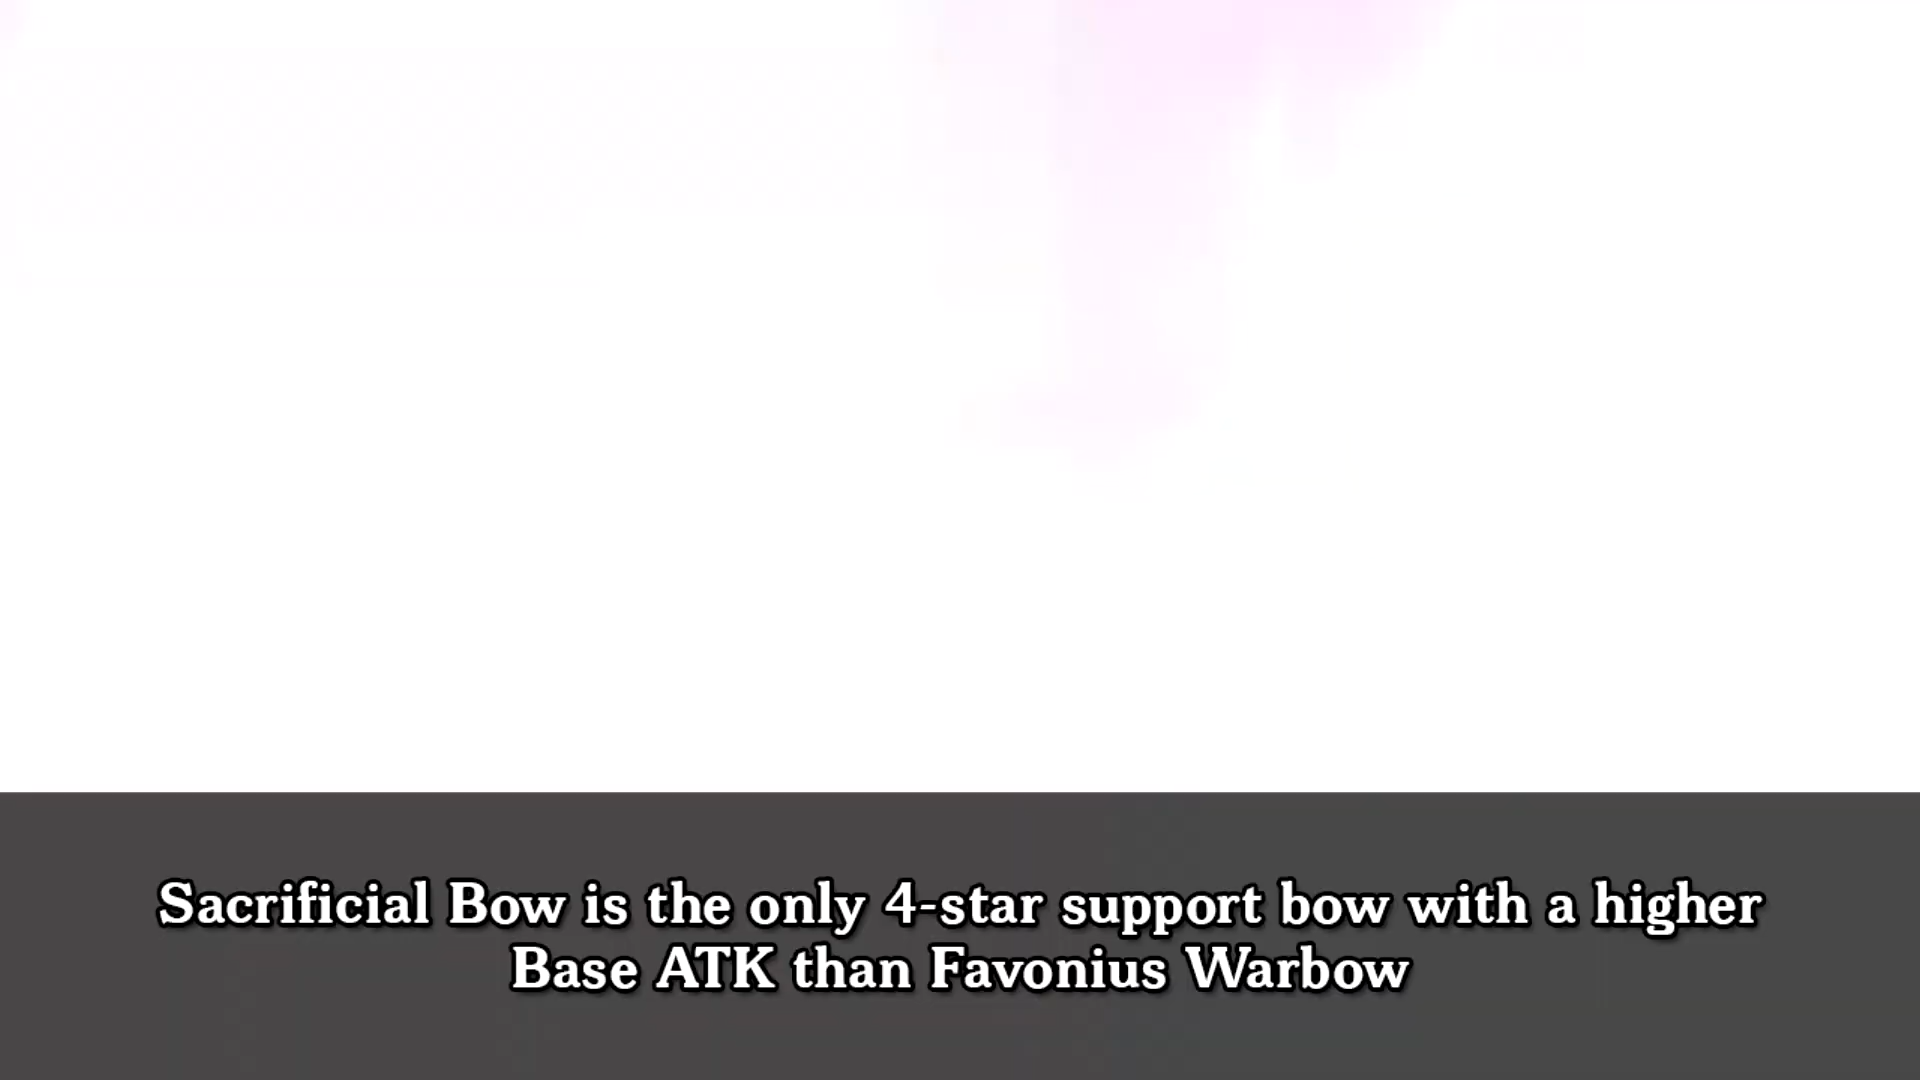 Sacrificial Bow is the only 4-star support bow with a higher
Base ATK than Favonius Warbow